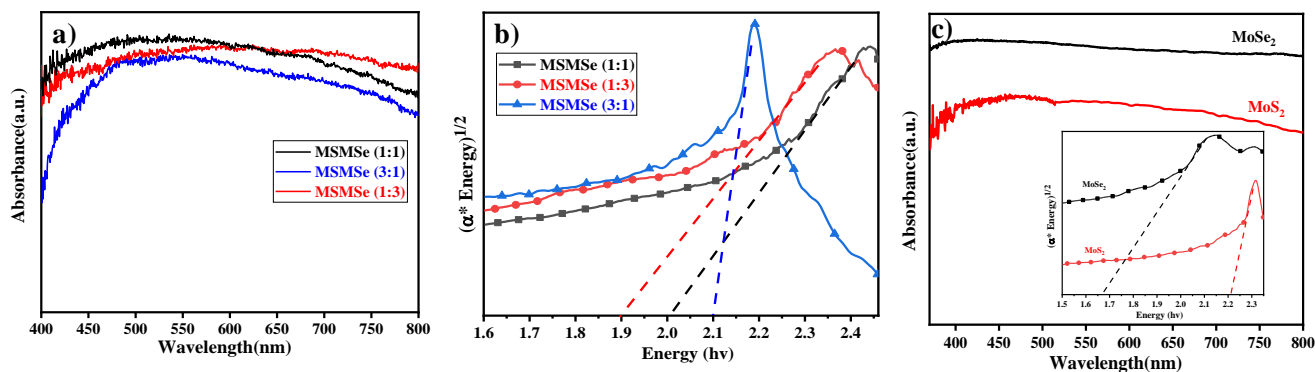 a)
Absorbance(a.u.)
MSMSe (1:1)
MSMSe (3:1)
MSMSe (1:3)
400 450 500 550 600 650 700 750 800
Wavelength(nm)
b)
(α* Energy)1/2
MSMSe (1:1)
MSMSe (1:3)
MSMSe (3:1)
1.6 1.7 1.8 1.9 2.0 2.1 2.2 2.3 2.4
Energy (hv)
c)
Absorbance(a.u.)
MoSe2
MoS2
(α* Energy)1/2
MoSe2
MoS2
1.5 1.6 1.7 1.8 1.9 2.0 2.1 2.2 2.3
Energy (hv)
400 450 500 550 600 650 700 750 800
Wavelength(nm)